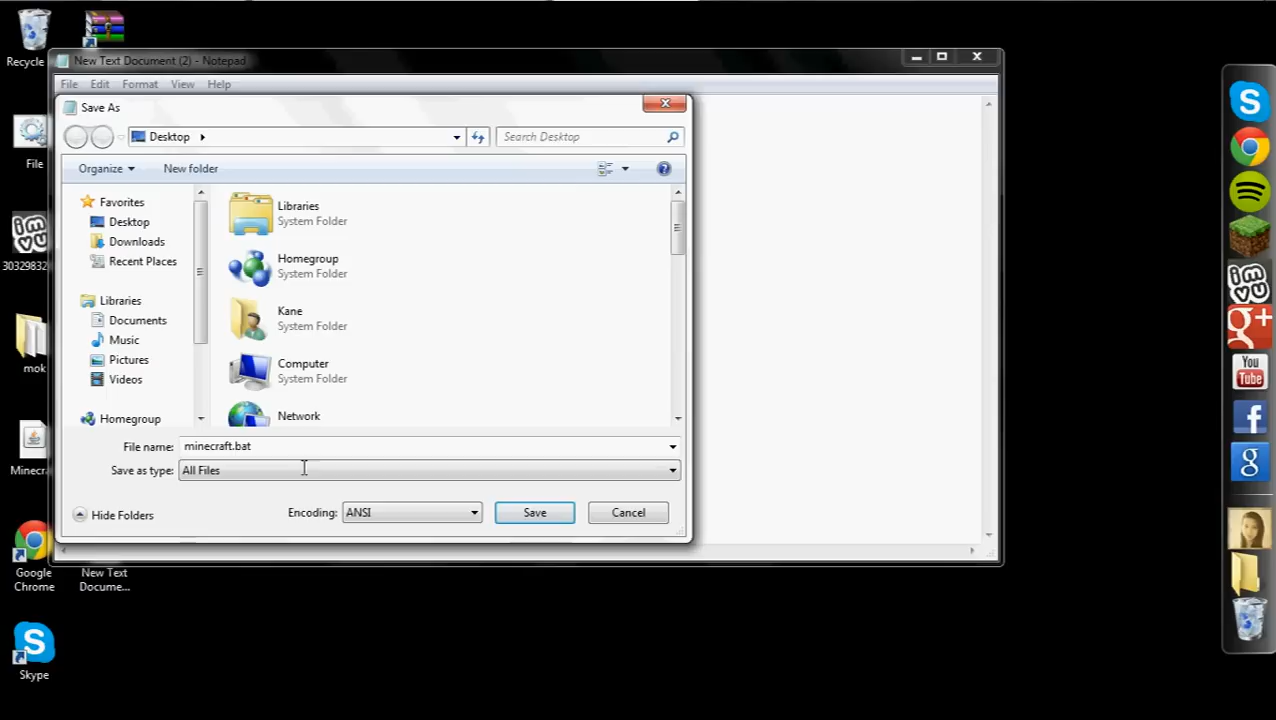 Recycle
New Text Document (2) - Notepad
File Edit Format View Help
Save As
Desktop
Search Desktop
Organize
New folder
Favorites
Desktop
Downloads
Recent Places
Libraries
Documents
Music
Pictures
Videos
Homegroup
Libraries
System Folder
Homegroup
System Folder
Kane
System Folder
Computer
System Folder
Network
File name: minecraft.bat
Save as type: All Files
Hide Folders
Encoding: ANSI
Save
Cancel
File
imvu
30329832
mok
Minecra
Google
Chrome
New Text
Docume...
Skype
imvu
g+
You
Tube
f
g